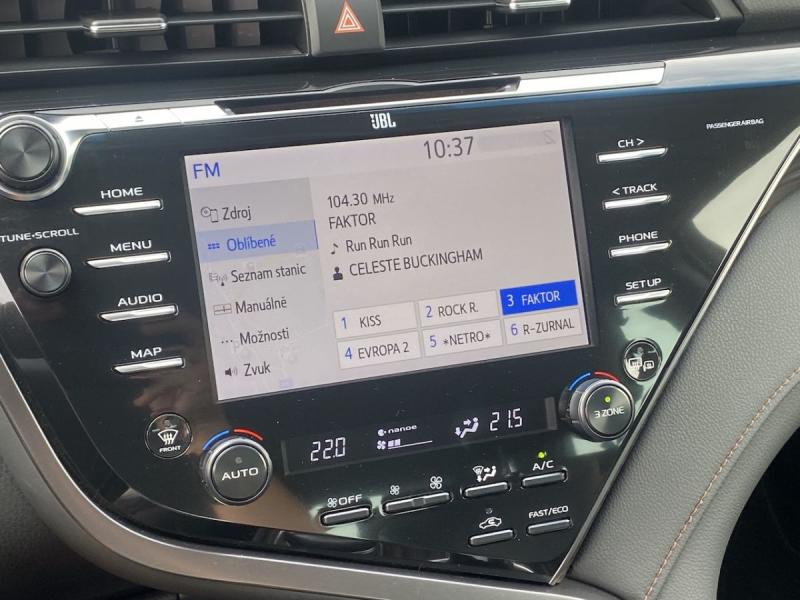 JBL
PASSENGER AIRBAG
FM
10:37
HOME
MENU
AUDIO
MAP
TUNE•SCROLL
CH >
< TRACK
PHONE
SETUP
Zdroj
Oblíbené
Seznam stanic
Manuálně
Možnosti
Zvuk
104.30 MHz
FAKTOR
Run Run Run
CELESTE BUCKINGHAM
1 KISS
2 ROCK R.
3 FAKTOR
4 EVROPA 2
5 *NETRO*
6 R-ZURNAL
FRONT
AUTO
22.0
nanoe
21.5
3 ZONE
OFF
A/C
FAST/ECO